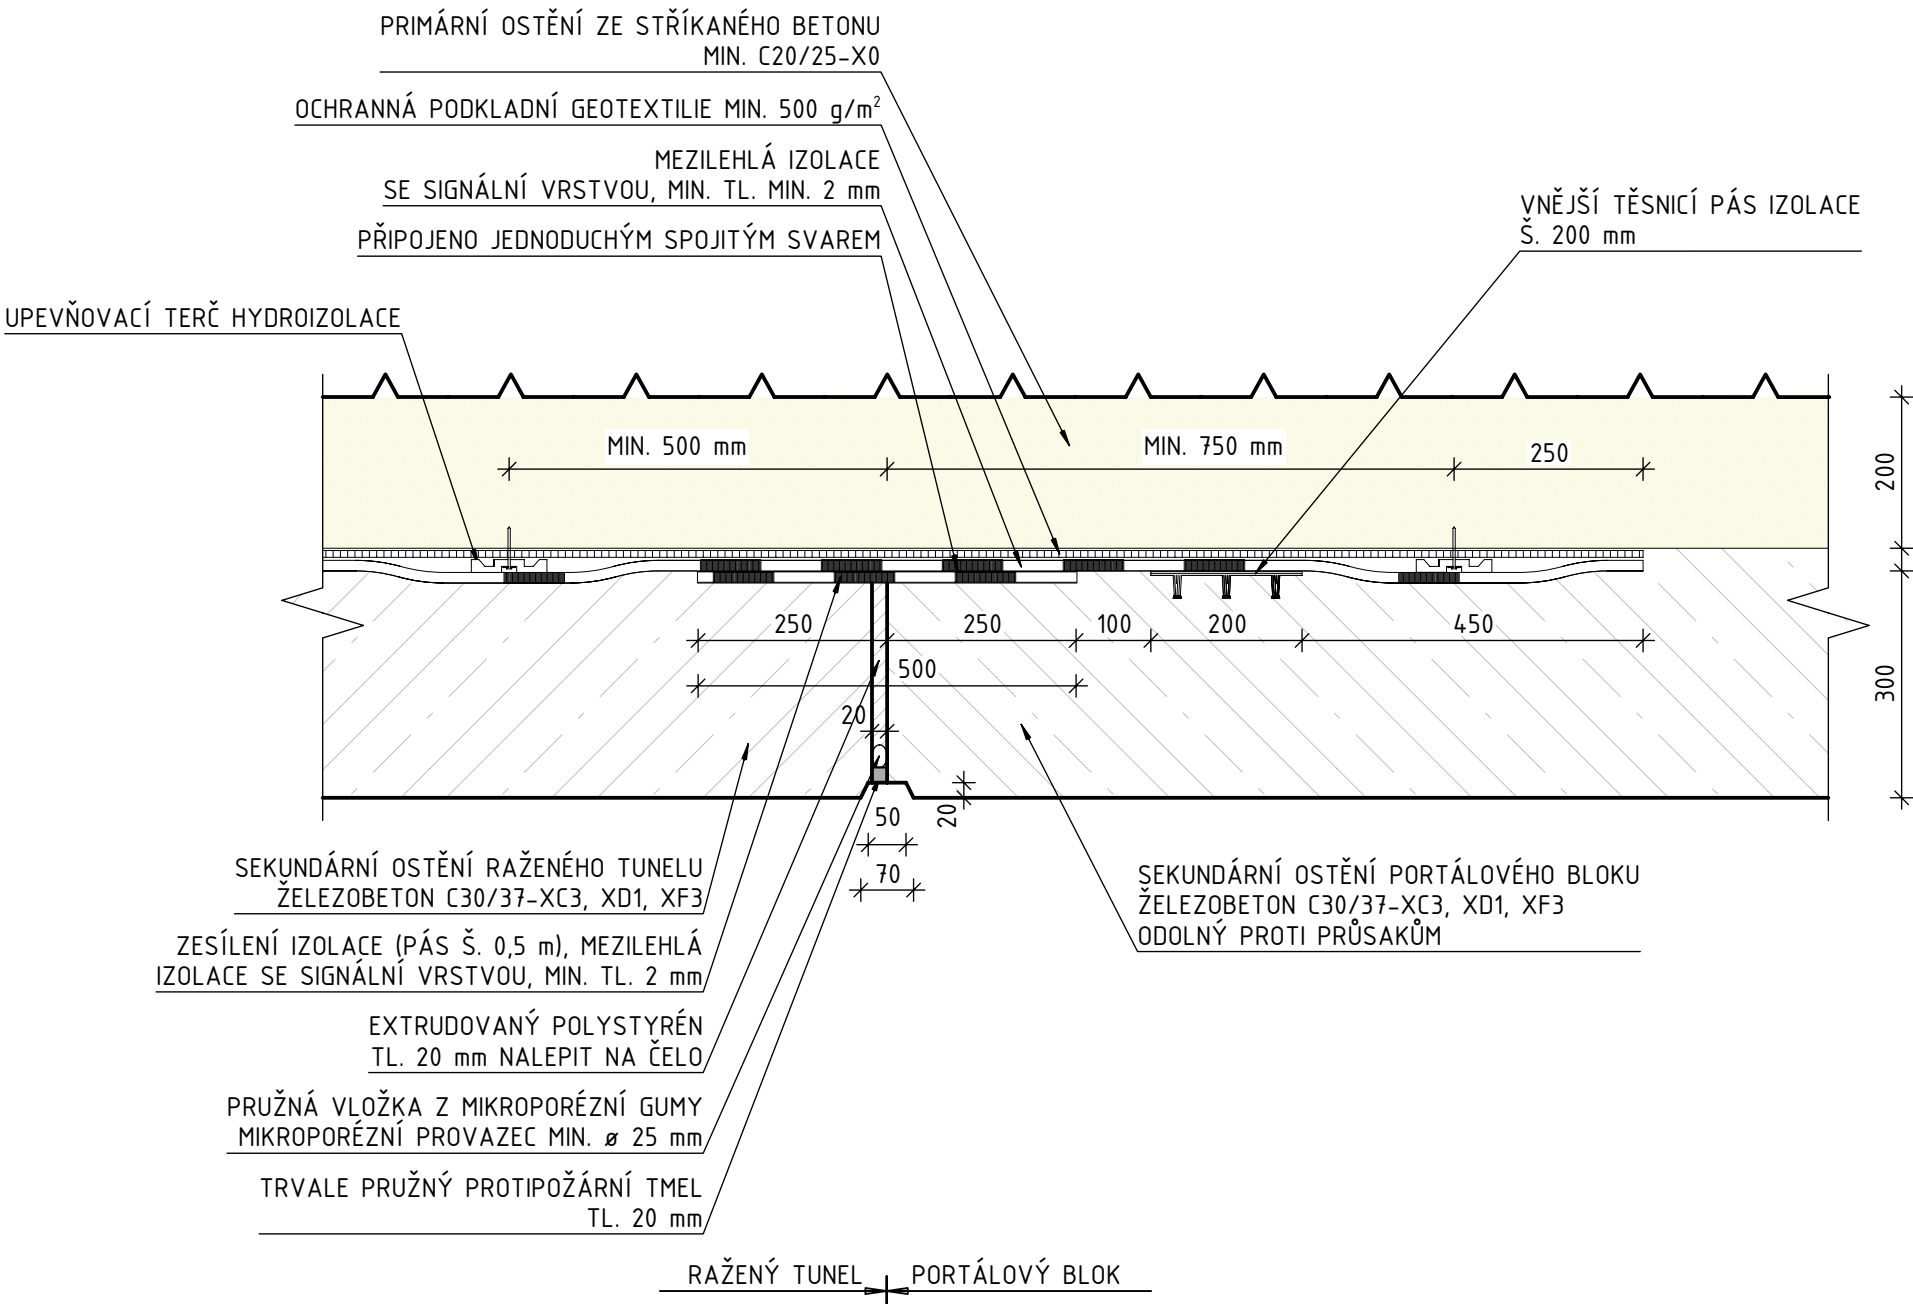 PRIMÁRNÍ OSTĚNÍ ZE STŘÍKANÉHO BETONU
MIN. C20/25-X0
OCHRANNÁ PODKLADNÍ GEOTEXTILIE MIN. 500 g/m²
MEZILEHLÁ IZOLACE
SE SIGNÁLNÍ VRSTVOU, MIN. TL. MIN. 2 mm
PŘIPOJENO JEDNODUCHÝM SPOJITÝM SVAREM
VNĚJŠÍ TĚSNICÍ PÁS IZOLACE
Š. 200 mm
UPEVŇOVACÍ TERČ HYDROIZOLACE
MIN. 500 mm
MIN. 750 mm
250
200
250
250
100
200
450
500
300
20
20
50
70
SEKUNDÁRNÍ OSTĚNÍ RAŽENÉHO TUNELU
ŽELEZOBETON C30/37-XC3, XD1, XF3
ZESÍLENÍ IZOLACE (PÁS Š. 0,5 m), MEZILEHLÁ
IZOLACE SE SIGNÁLNÍ VRSTVOU, MIN. TL. 2 mm
EXTRUDOVANÝ POLYSTYRÉN
TL. 20 mm NALEPIT NA ČELO
PRUŽNÁ VLOŽKA Z MIKROPORÉZNÍ GUMY
MIKROPORÉZNÍ PROVAZEC MIN. ø 25 mm
TRVALE PRUŽNÝ PROTIPOŽÁRNÍ TMEL
TL. 20 mm
SEKUNDÁRNÍ OSTĚNÍ PORTÁLOVÉHO BLOKU
ŽELEZOBETON C30/37-XC3, XD1, XF3
ODOLNÝ PROTI PRŮSAKŮM
RAŽENÝ TUNEL
PORTÁLOVÝ BLOK